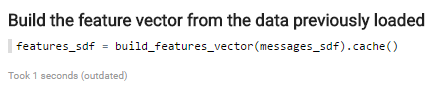 Build the feature vector from the data previously loaded
features_sdf = build_features_vector(messages_sdf).cache()
Took 1 seconds (outdated)